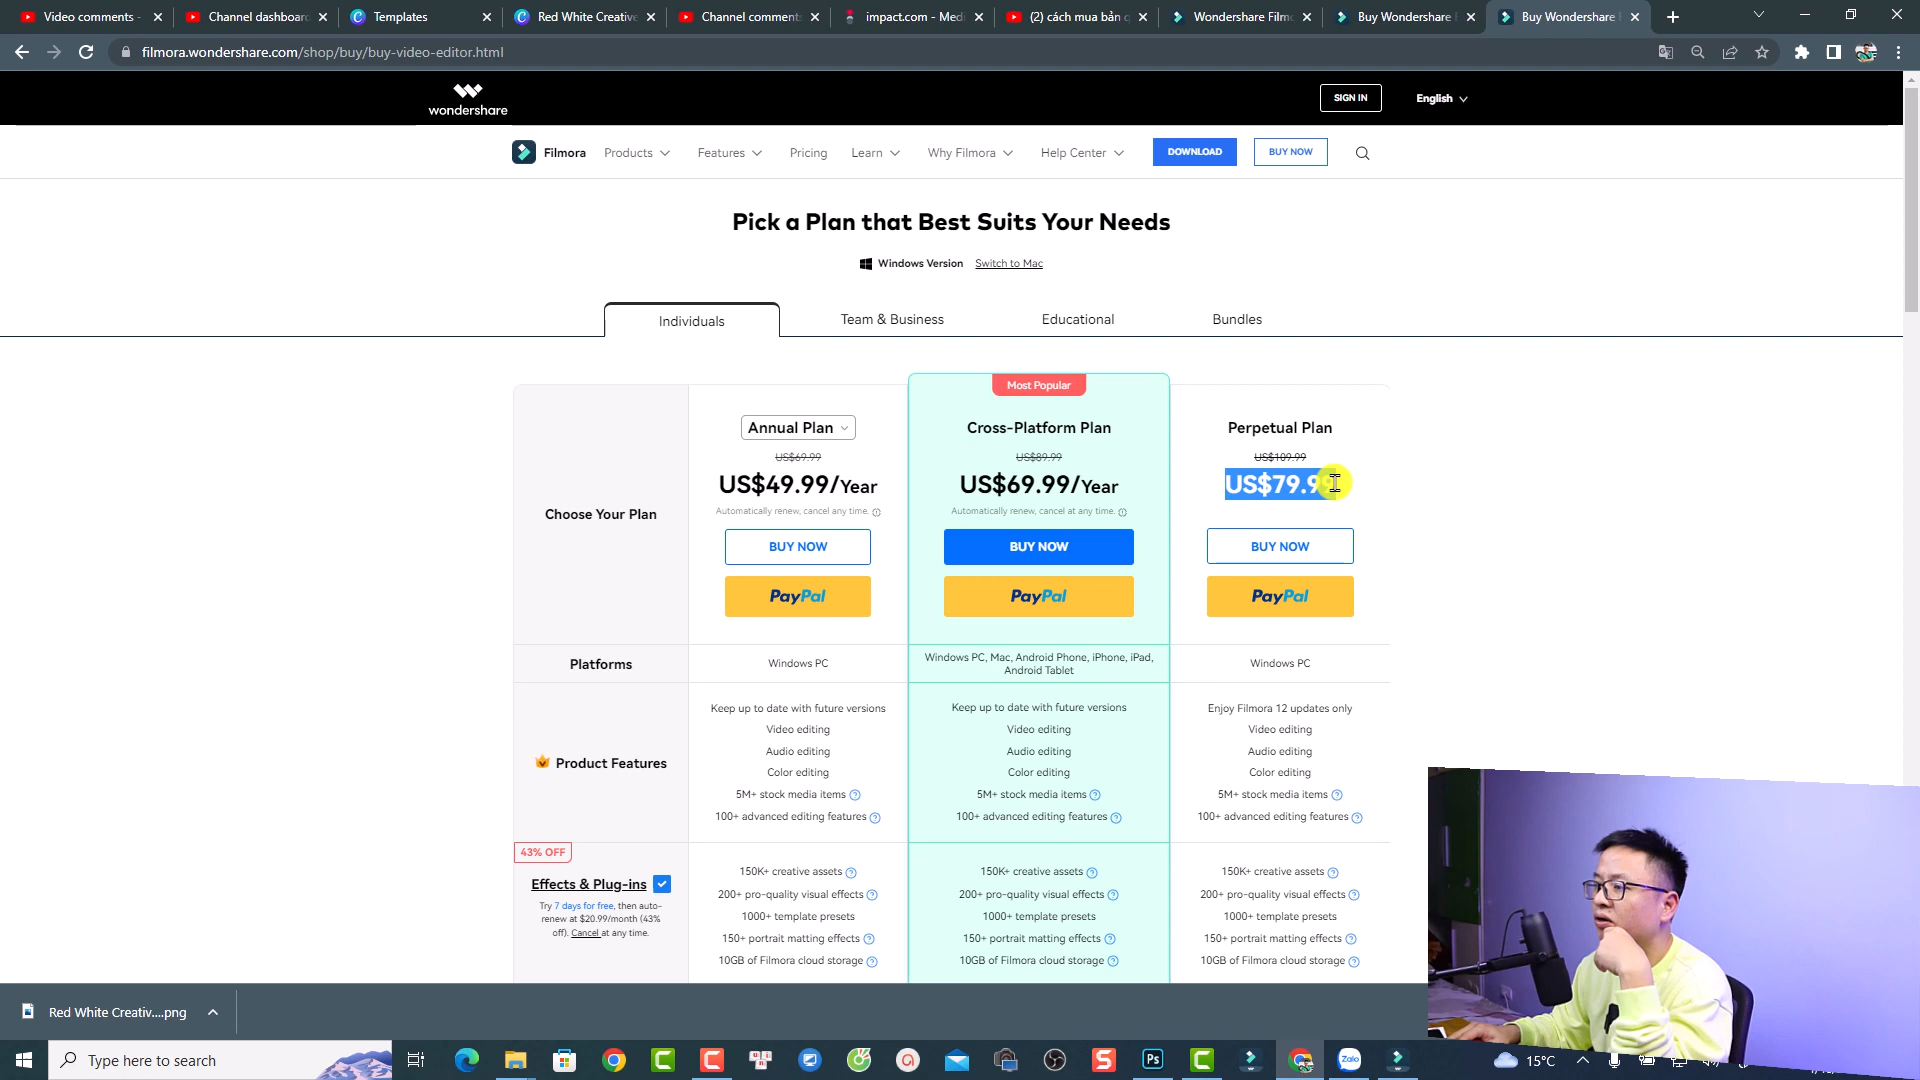 Video comments -
Channel dashboard
Templates
Red White Creative
Channel comments
impact.com - Medi
(2) cách mua bản q
Wondershare Filmo
Buy Wondershare F
Buy Wondershare F
filmora.wondershare.com/shop/buy/buy-video-editor.html
wondershare
SIGN IN
English
Filmora
Products
Features
Pricing
Learn
Why Filmora
Help Center
DOWNLOAD
BUY NOW
Pick a Plan that Best Suits Your Needs
Windows Version Switch to Mac
Individuals
Team & Business
Educational
Bundles
Most Popular
Choose Your Plan
Annual Plan
US$69.99
US$49.99/Year
Automatically renew, cancel any time.
BUY NOW
PayPal
Cross-Platform Plan
US$89.99
US$69.99/Year
Automatically renew, cancel at any time.
BUY NOW
PayPal
Perpetual Plan
US$109.99
US$79.99
BUY NOW
PayPal
Platforms
Windows PC
Windows PC, Mac, Android Phone, iPhone, iPad,
Android Tablet
Windows PC
Product Features
Keep up to date with future versions
Video editing
Audio editing
Color editing
5M+ stock media items
100+ advanced editing features
Keep up to date with future versions
Video editing
Audio editing
Color editing
5M+ stock media items
100+ advanced editing features
Enjoy Filmora 12 updates only
Video editing
Audio editing
Color editing
5M+ stock media items
100+ advanced editing features
43% OFF
Effects & Plug-ins
Try 7 days for free, then auto-
renew at $20.99/month (43%
off). Cancel at any time.
150K+ creative assets
200+ pro-quality visual effects
1000+ template presets
150+ portrait matting effects
10GB of Filmora cloud storage
150K+ creative assets
200+ pro-quality visual effects
1000+ template presets
150+ portrait matting effects
10GB of Filmora cloud storage
150K+ creative assets
200+ pro-quality visual effects
1000+ template presets
150+ portrait matting effects
10GB of Filmora cloud storage
Red White Creativ....png
Type here to search
Ps
Zalo
15°C